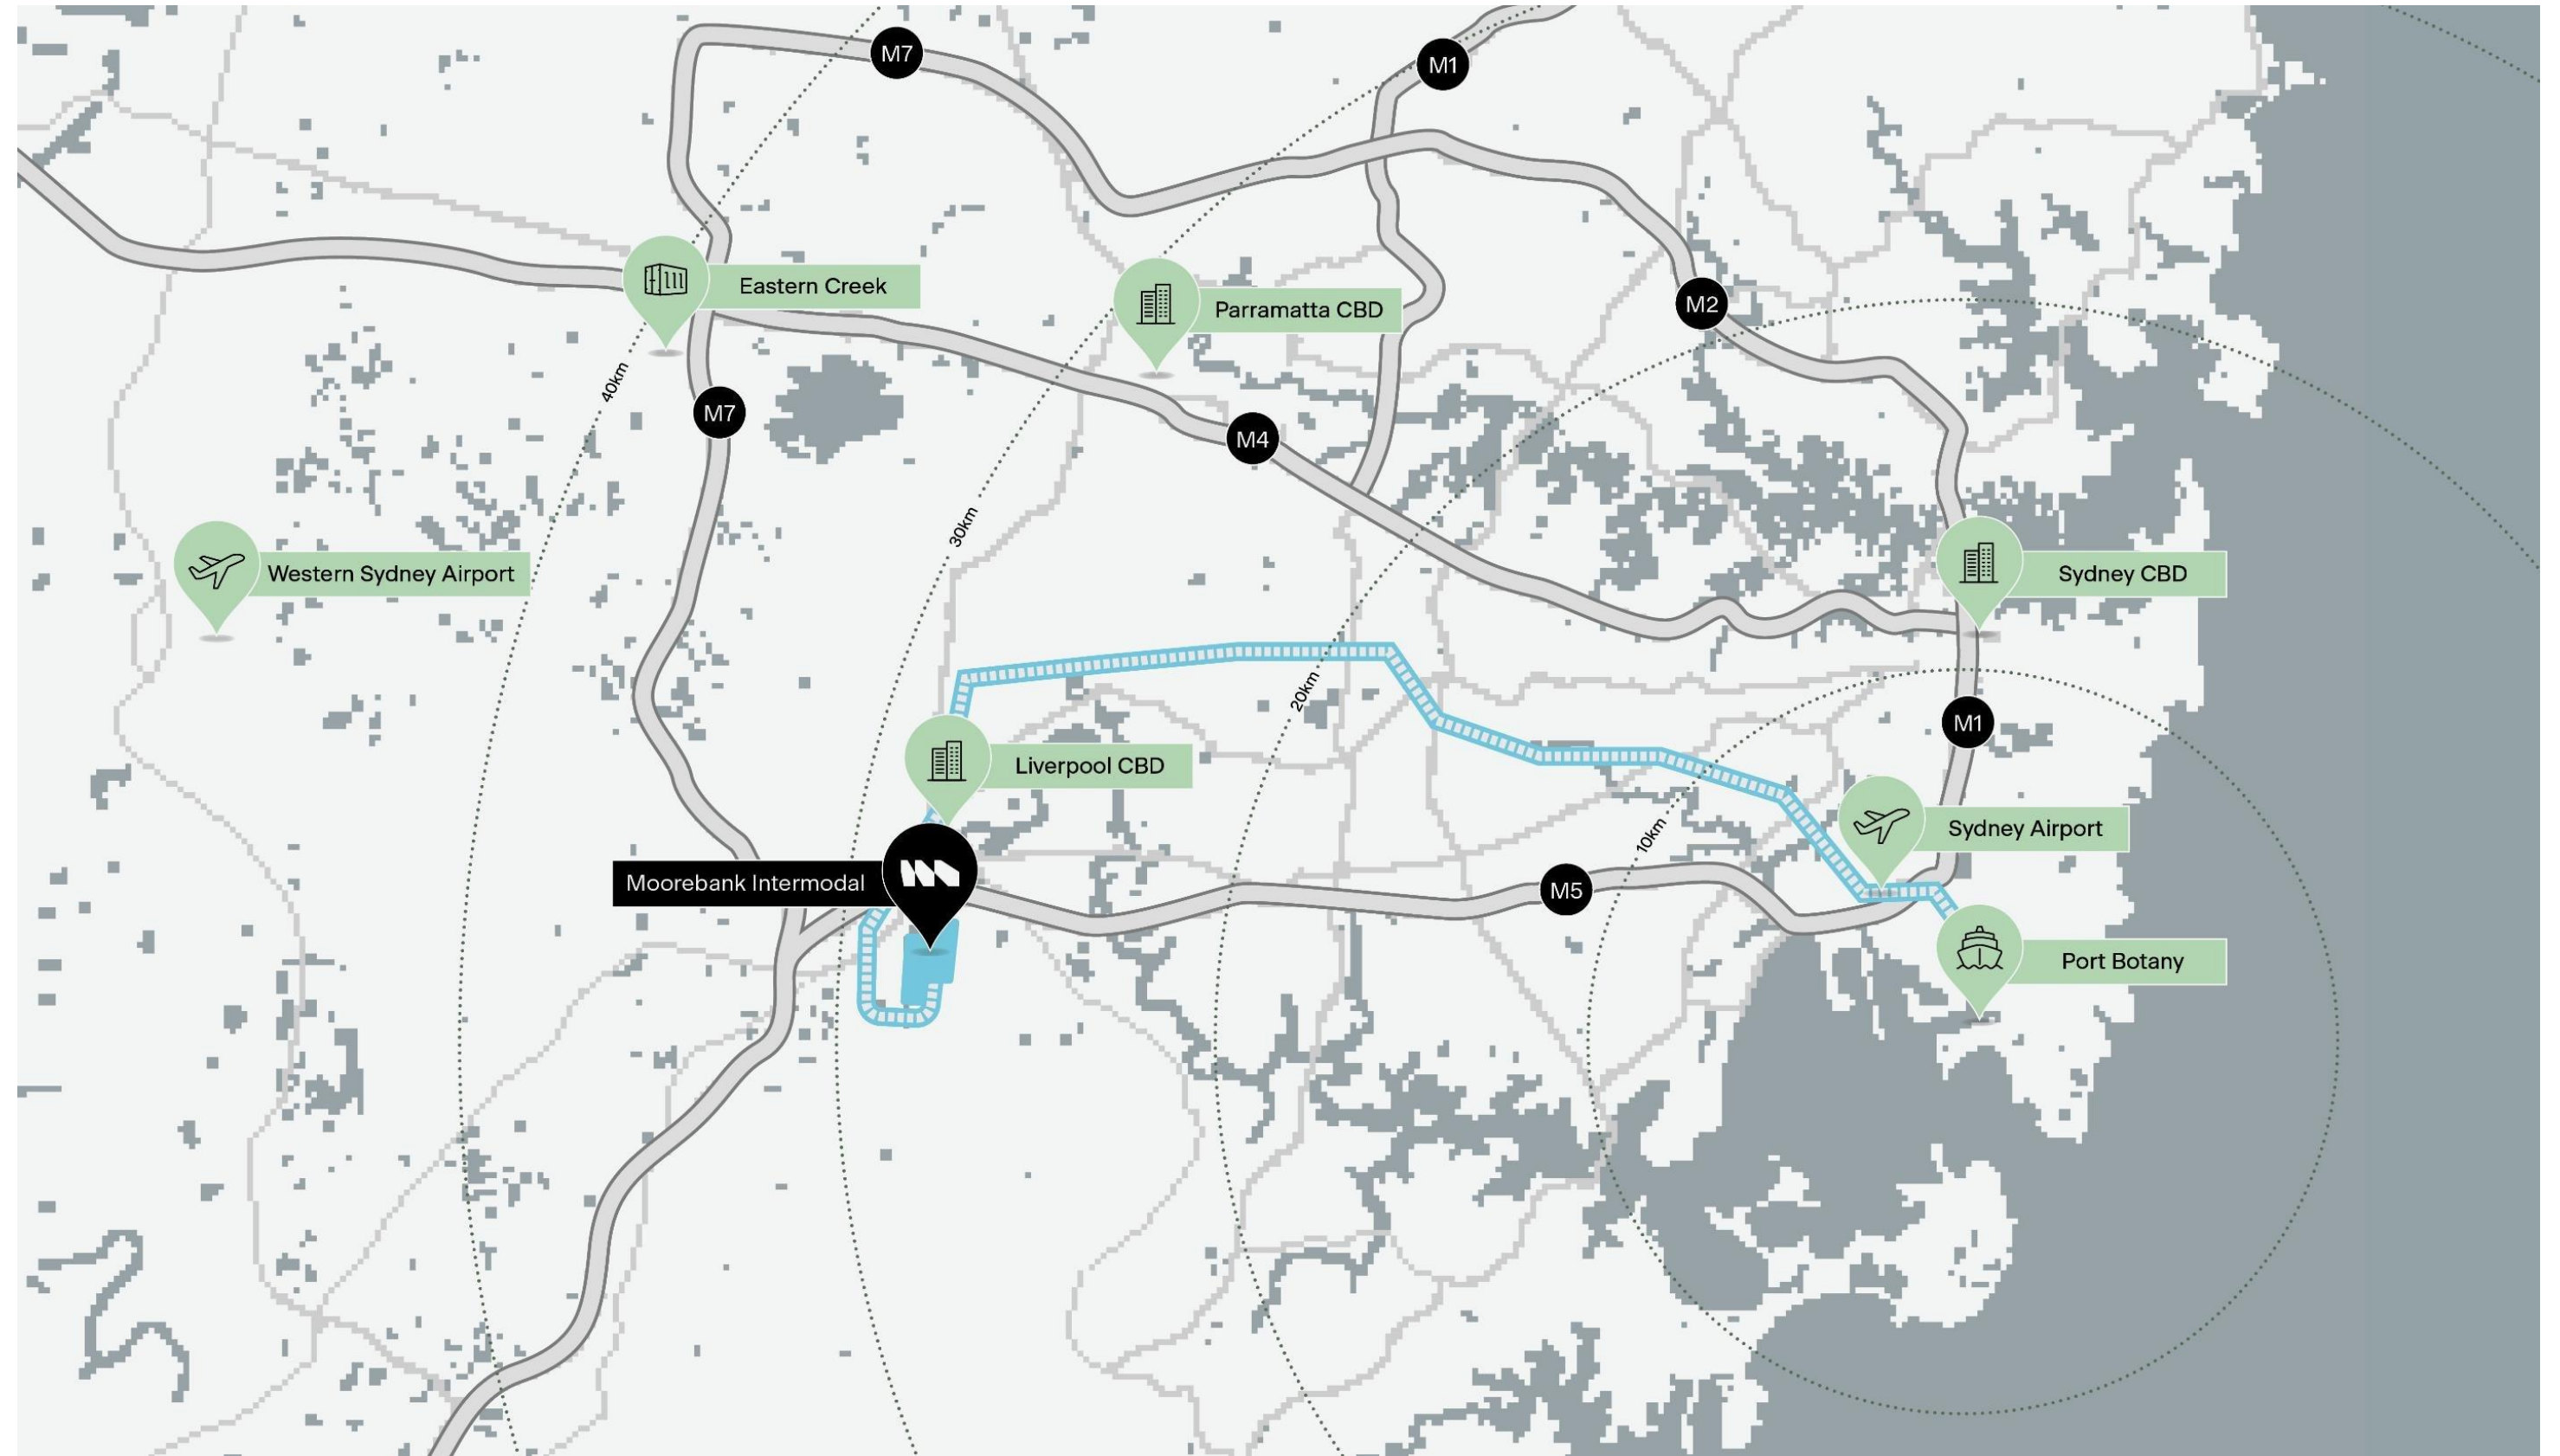 M7
M1
Eastern Creek
Parramatta CBD
M2
40km
M7
M4
30km
Western Sydney Airport
Sydney CBD
20km
M1
Liverpool CBD
Sydney Airport
10km
Moorebank Intermodal
M5
Port Botany